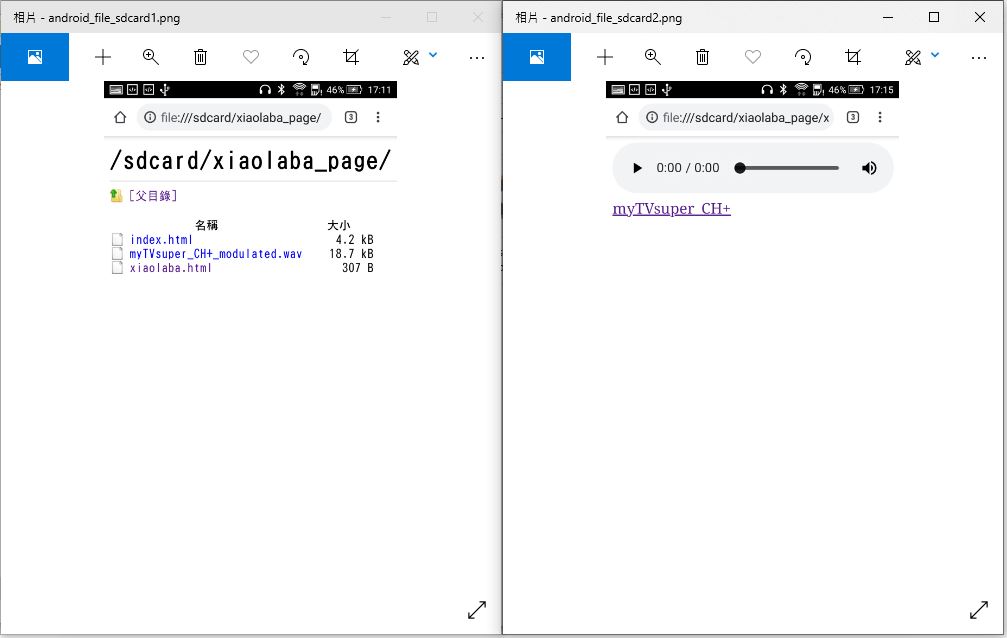 相片 - android_file_sdcard1.png
46% 17:11
file:///sdcard/xiaolaba_page/
3
/sdcard/xiaolaba_page/
[父目錄]
名稱 大小
index.html 4.2 kB
myTVsuper_CH+_modulated.wav 18.7 kB
xiaolaba.html 307 B
相片 - android_file_sdcard2.png
46% 17:15
file:///sdcard/xiaolaba_page/x
3
0:00 / 0:00
myTVsuper_CH+